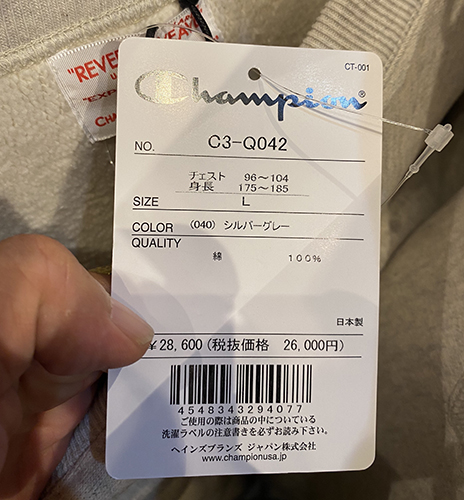 "REVE
WEAVE
U.
"EXP
CHA
CT-001
Champion®
NO. C3-Q042
チェスト 96~104
身長 175~185
SIZE L
COLOR (040) シルバーグレー
QUALITY
綿 100%
日本製
¥28,600(税抜価格 26,000円)
4548343294077
ご使用の際は商品の中についている
洗濯ラベルの注意書きを必ずお読み下さい。
ヘインズブランズ ジャパン株式会社
www.championusa.jp